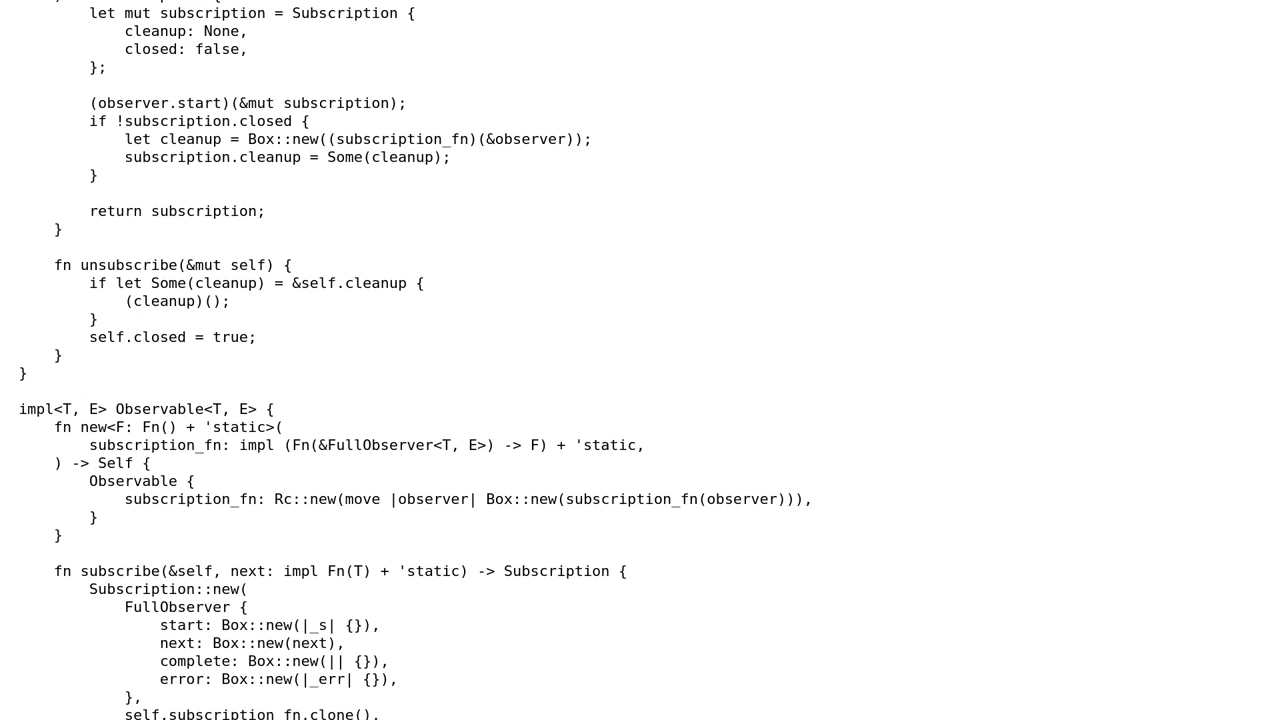 let mut subscription = Subscription {
            cleanup: None,
            closed: false,
        };

        (observer.start)(&mut subscription);
        if !subscription.closed {
            let cleanup = Box::new((subscription_fn)(&observer));
            subscription.cleanup = Some(cleanup);
        }

        return subscription;
    }

    fn unsubscribe(&mut self) {
        if let Some(cleanup) = &self.cleanup {
            (cleanup)();
        }
        self.closed = true;
    }
}

impl<T, E> Observable<T, E> {
    fn new<F: Fn() + 'static>(
        subscription_fn: impl (Fn(&FullObserver<T, E>) -> F) + 'static,
    ) -> Self {
        Observable {
            subscription_fn: Rc::new(move |observer| Box::new(subscription_fn(observer))),
        }
    }

    fn subscribe(&self, next: impl Fn(T) + 'static) -> Subscription {
        Subscription::new(
            FullObserver {
                start: Box::new(|_s| {}),
                next: Box::new(next),
                complete: Box::new(|| {}),
                error: Box::new(|_err| {}),
            },
            self.subscription_fn.clone(),